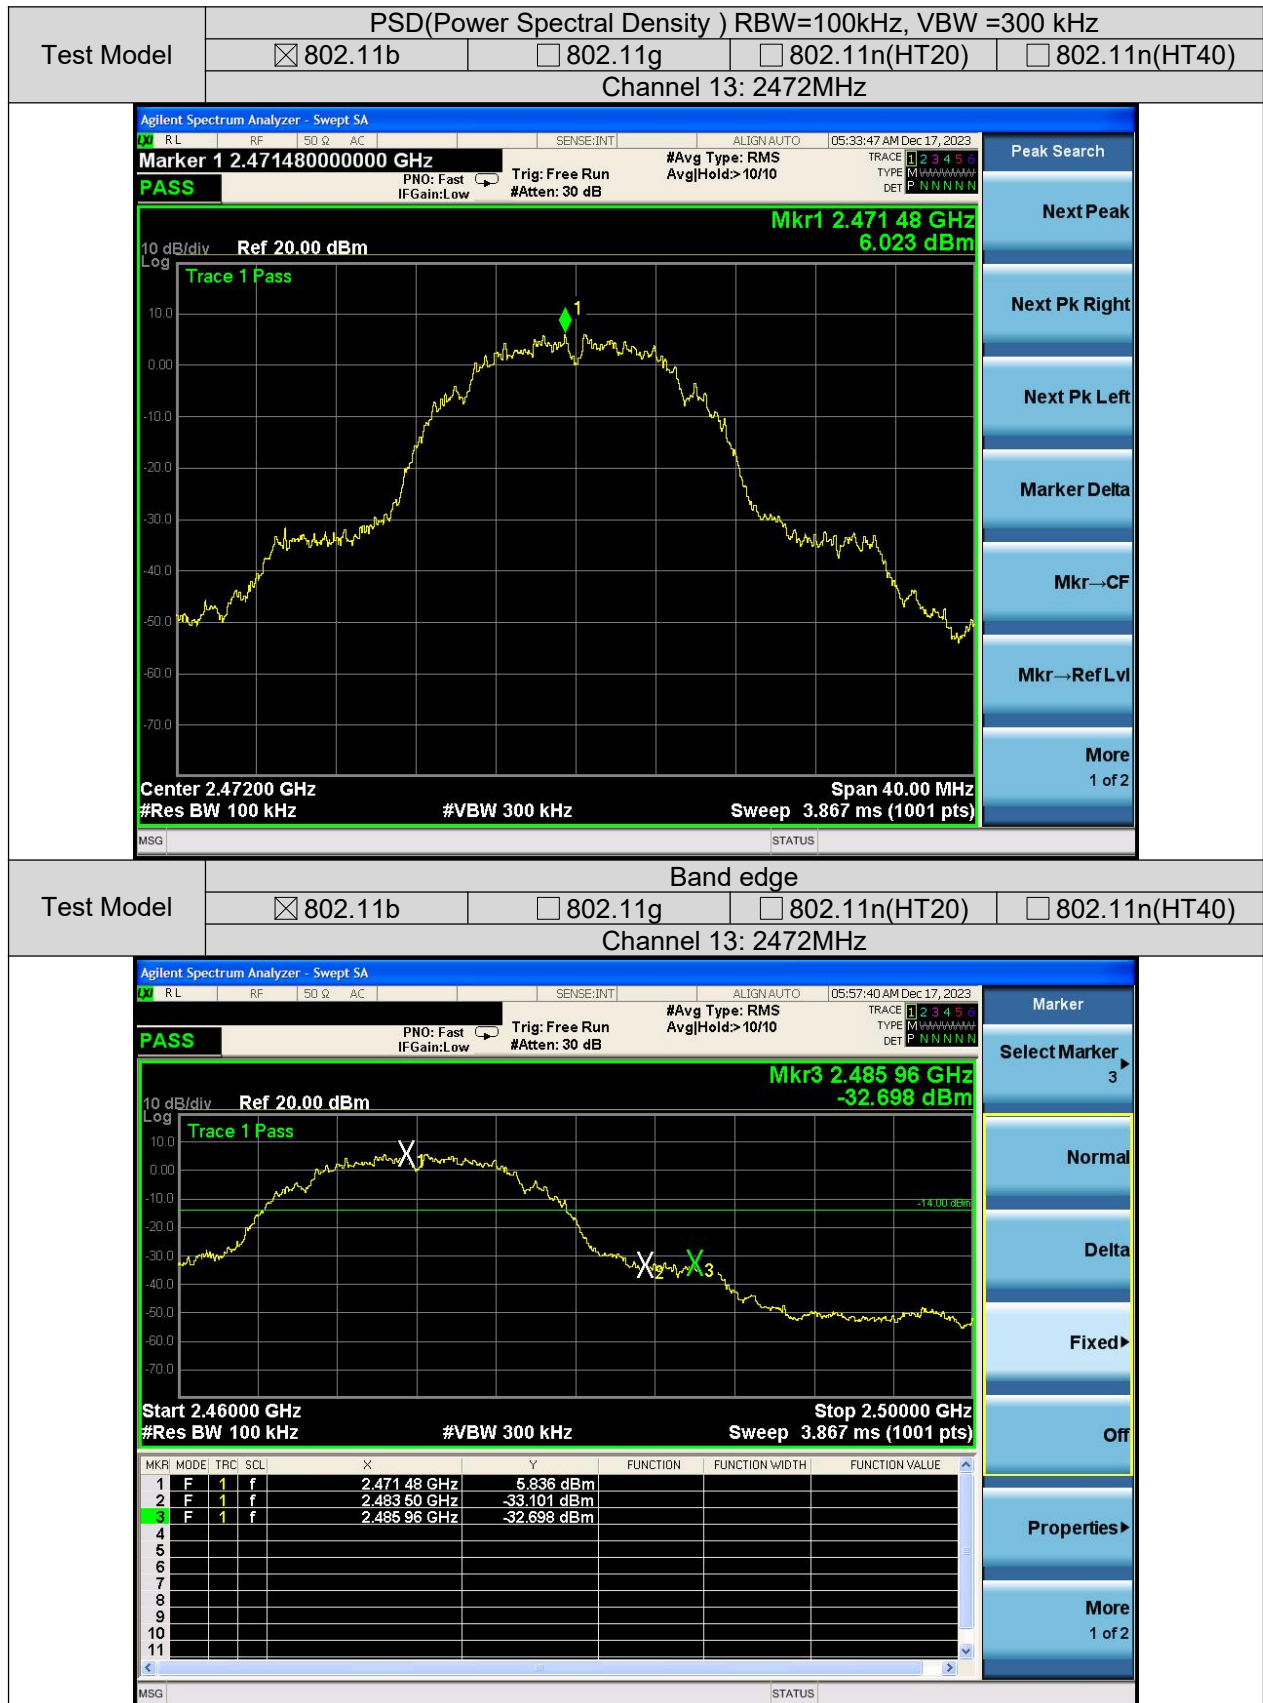 PSD(Power Spectral Density ) RBW=100kHz, VBW =300 kHz
Test Model
☒ 802.11b ☐ 802.11g ☐ 802.11n(HT20) ☐ 802.11n(HT40)
Channel 13: 2472MHz
Agilent Spectrum Analyzer - Swept SA
LXI RL RF 50 Ω AC SENSE:INT ALIGN AUTO 05:33:47 AM Dec 17, 2023
Marker 1 2.471480000000 GHz
PASS
PNO: Fast
IFGain:Low
Trig: Free Run
#Atten: 30 dB
#Avg Type: RMS
Avg|Hold:>10/10
TRACE 1 2 3 4 5 6
TYPE M WWWWW
DET P N N N N N
Mkr1 2.471 48 GHz
6.023 dBm
10 dB/div Ref 20.00 dBm
Log
Trace 1 Pass
1
10.0
0.00
-10.0
-20.0
-30.0
-40.0
-50.0
-60.0
-70.0
Center 2.47200 GHz Span 40.00 MHz
#Res BW 100 kHz #VBW 300 kHz Sweep 3.867 ms (1001 pts)
MSG STATUS
Peak Search
Next Peak
Next Pk Right
Next Pk Left
Marker Delta
Mkr→CF
Mkr→Ref Lvl
More
1 of 2
Band edge
Test Model
☒ 802.11b ☐ 802.11g ☐ 802.11n(HT20) ☐ 802.11n(HT40)
Channel 13: 2472MHz
Agilent Spectrum Analyzer - Swept SA
LXI RL RF 50 Ω AC SENSE:INT ALIGN AUTO 05:57:40 AM Dec 17, 2023
PASS
PNO: Fast
IFGain:Low
Trig: Free Run
#Atten: 30 dB
#Avg Type: RMS
Avg|Hold:>10/10
TRACE 1 2 3 4 5 6
TYPE M WWWWW
DET P N N N N N
Mkr3 2.485 96 GHz
-32.698 dBm
10 dB/div Ref 20.00 dBm
Log
Trace 1 Pass
1
2
3
-14.00 dBm
10.0
0.00
-10.0
-20.0
-30.0
-40.0
-50.0
-60.0
-70.0
Start 2.46000 GHz Stop 2.50000 GHz
#Res BW 100 kHz #VBW 300 kHz Sweep 3.867 ms (1001 pts)
MKR MODE TRC SCL X Y FUNCTION FUNCTION WIDTH FUNCTION VALUE
1 F 1 f 2.471 48 GHz 5.836 dBm
2 F 1 f 2.483 50 GHz -33.101 dBm
3 F 1 f 2.485 96 GHz -32.698 dBm
4
5
6
7
8
9
10
11
MSG STATUS
Marker
Select Marker
3
Normal
Delta
Fixed
Off
Properties
More
1 of 2